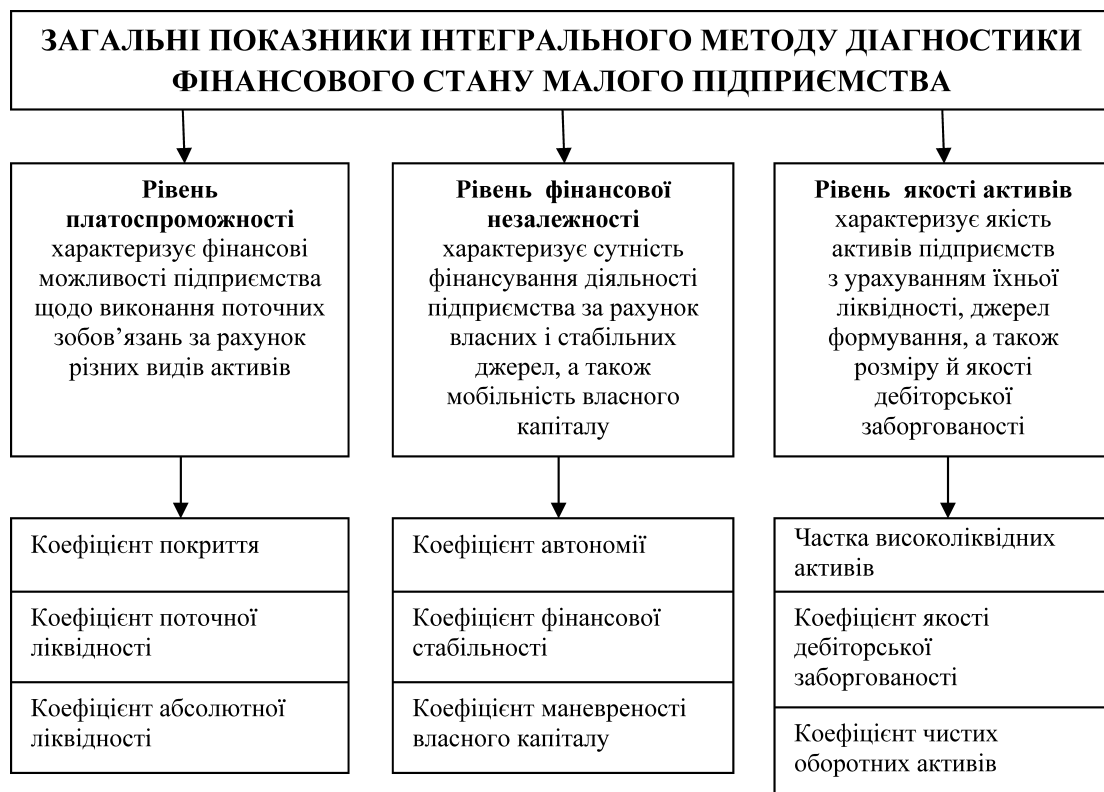 ЗАГАЛЬНІ ПОКАЗНИКИ ІНТЕГРАЛЬНОГО МЕТОДУ ДІАГНОСТИКИ
ФІНАНСОВОГО СТАНУ МАЛОГО ПІДПРИЄМСТВА
Рівень
платоспроможності
характеризує фінансові
можливості підприємства
щодо виконання поточних
зобов’язань за рахунок
різних видів активів
Рівень фінансової
незалежності
характеризує сутність
фінансування діяльності
підприємства за рахунок
власних і стабільних
джерел, а також
мобільність власного
капіталу
Рівень якості активів
характеризує якість
активів підприємств
з урахуванням їхньої
ліквідності, джерел
формування, а також
розміру й якості
дебіторської
заборгованості
Коефіцієнт покриття
Коефіцієнт поточної
ліквідності
Коефіцієнт абсолютної
ліквідності
Коефіцієнт автономії
Коефіцієнт фінансової
стабільності
Коефіцієнт маневреності
власного капіталу
Частка високоліквідних
активів
Коефіцієнт якості
дебіторської
заборгованості
Коефіцієнт чистих
оборотних активів